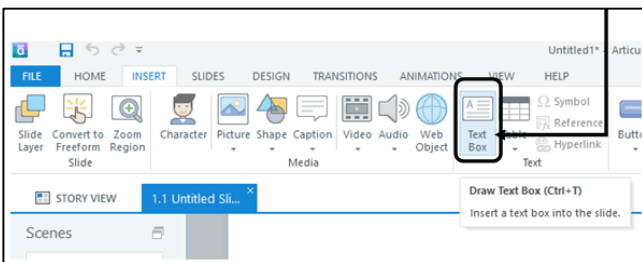 Untitled1* - Articu
FILE HOME INSERT SLIDES DESIGN TRANSITIONS ANIMATIONS VIEW HELP
Slide Layer
Convert to Freeform
Zoom Region
Slide
Character
Picture
Shape
Caption
Video
Audio
Web Object
Media
Text Box
Table
Symbol
Reference
Hyperlink
Text
Butto
STORY VIEW
1.1 Untitled Sli...
Draw Text Box (Ctrl+T)
Insert a text box into the slide.
Scenes